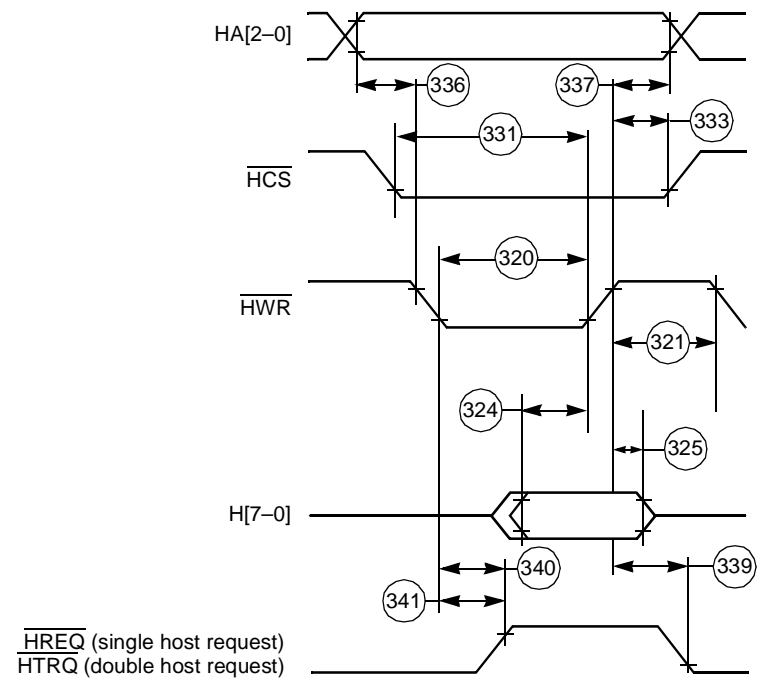 HA[2–0]
336
337
333
331
HCS
320
HWR
321
324
325
H[7–0]
340
339
341
HREQ (single host request)
HTRQ (double host request)